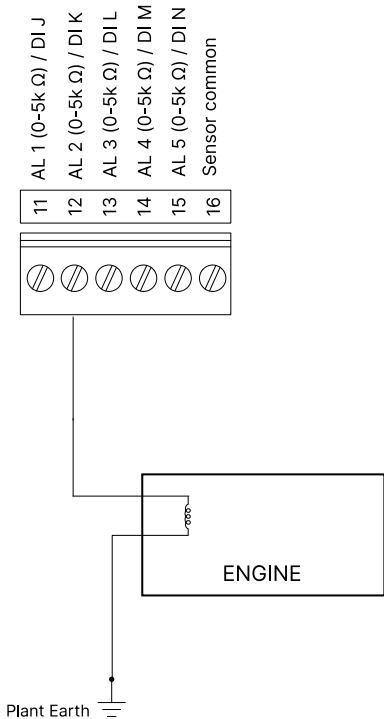 AL 1 (0-5k Ω) / DI J
AL 2 (0-5k Ω) / DI K
AL 3 (0-5k Ω) / DI L
AL 4 (0-5k Ω) / DI M
AL 5 (0-5k Ω) / DI N
Sensor common
11
12
13
14
15
16
ENGINE
Plant Earth